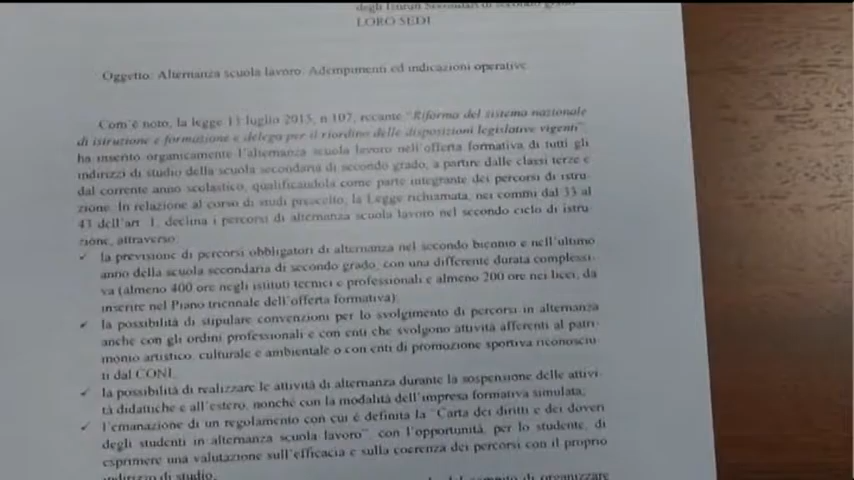 degli Istituti Secondari di secondo grado
LORO SEDI
Oggetto: Alternanza scuola lavoro. Adempimenti ed indicazioni operative
Com'è noto, la legge 13 luglio 2015, n 107, recante "Riforma del sistema nazionale
di istruzione e formazione e delega per il riordino delle disposizioni legislative vigenti",
ha inserito organicamente l'alternanza scuola lavoro nell'offerta formativa di tutti gli
indirizzi di studio della scuola secondaria di secondo grado, a partire dalle classi terze e
dal corrente anno scolastico, qualificandola come parte integrante dei percorsi di istru-
zione. In relazione al corso di studi prescelto, la Legge richiamata, nei commi dal 33 al
43 dell'art. 1, declina i percorsi di alternanza scuola lavoro nel secondo ciclo di istru-
zione, attraverso:
✓ la previsione di percorsi obbligatori di alternanza nel secondo biennio e nell'ultimo
anno della scuola secondaria di secondo grado, con una differente durata complessi-
va (almeno 400 ore negli istituti tecnici e professionali e almeno 200 ore nei licei, da
inserire nel Piano triennale dell'offerta formativa)
✓ la possibilità di stipulare convenzioni per lo svolgimento di percorsi in alternanza
anche con gli ordini professionali e con enti che svolgono attività afferenti al patri-
monio artistico, culturale e ambientale o con enti di promozione sportiva riconosciu-
ti dal CONI.
✓ la possibilità di realizzare le attività di alternanza durante la sospensione delle attivi-
tà didattiche e all'estero, nonché con la modalità dell'impresa formativa simulata;
✓ l'emanazione di un regolamento con cui è definita la "Carta dei diritti e dei doveri
degli studenti in alternanza scuola lavoro", con l'opportunità, per lo studente, di
esprimere una valutazione sull'efficacia e sulla coerenza dei percorsi con il proprio
indirizzo di studio.
del compito di organizzare